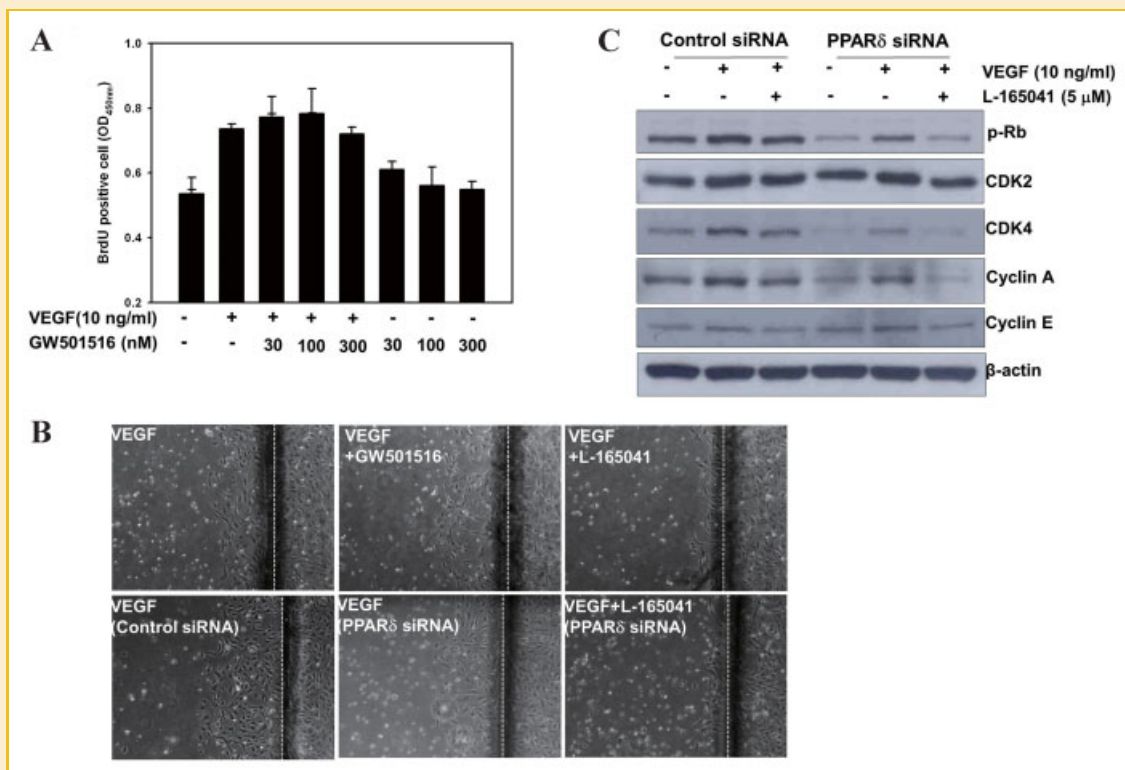 A
1.0
0.8
0.6
0.4
0.2
BrdU positive cell (OD450nm)
VEGF(10 ng/ml) - + + + + - - -
GW501516 (nM) - - 30 100 300 30 100 300
C
Control siRNA PPARδ siRNA
- + + - + + VEGF (10 ng/ml)
- - + - - + L-165041 (5 μM)
p-Rb
CDK2
CDK4
Cyclin A
Cyclin E
β-actin
B
VEGF
VEGF
+GW501516
VEGF
+L-165041
VEGF
(Control siRNA)
VEGF
(PPARδ siRNA)
VEGF+L-165041
(PPARδ siRNA)